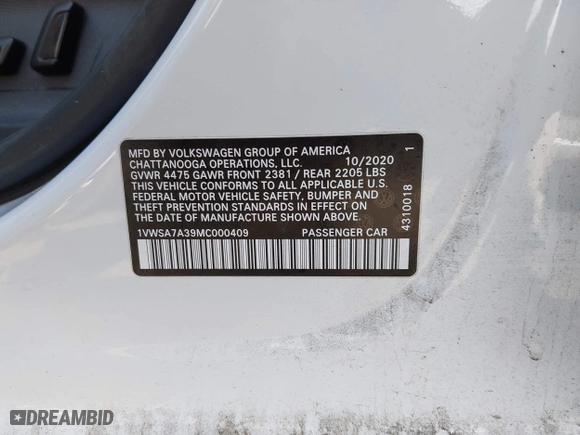 MFD BY VOLKSWAGEN GROUP OF AMERICA
CHATTANOOGA OPERATIONS, LLC. 10/2020 1
GVWR 4475 GAWR FRONT 2381 / REAR 2205 LBS
THIS VEHICLE CONFORMS TO ALL APPLICABLE U.S.
FEDERAL MOTOR VEHICLE SAFETY, BUMPER AND
THEFT PREVENTION STANDARDS IN EFFECT ON
THE DATE OF MANUFACTURE SHOWN ABOVE.
1VWSA7A39MC000409 PASSENGER CAR
4310018
DREAMBID